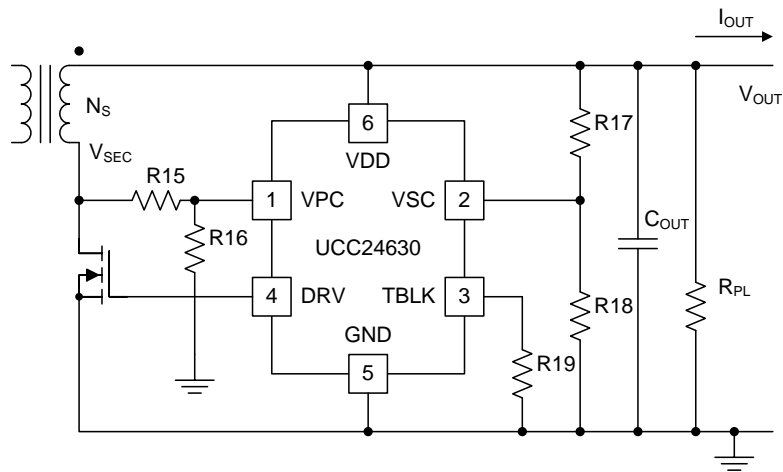 I_OUT
V_OUT
N_S
V_SEC
R17
6
VDD
R15
1 VPC
VSC 2
R16
UCC24630
C_OUT
4 DRV
TBLK 3
R18
R_PL
GND
5
R19